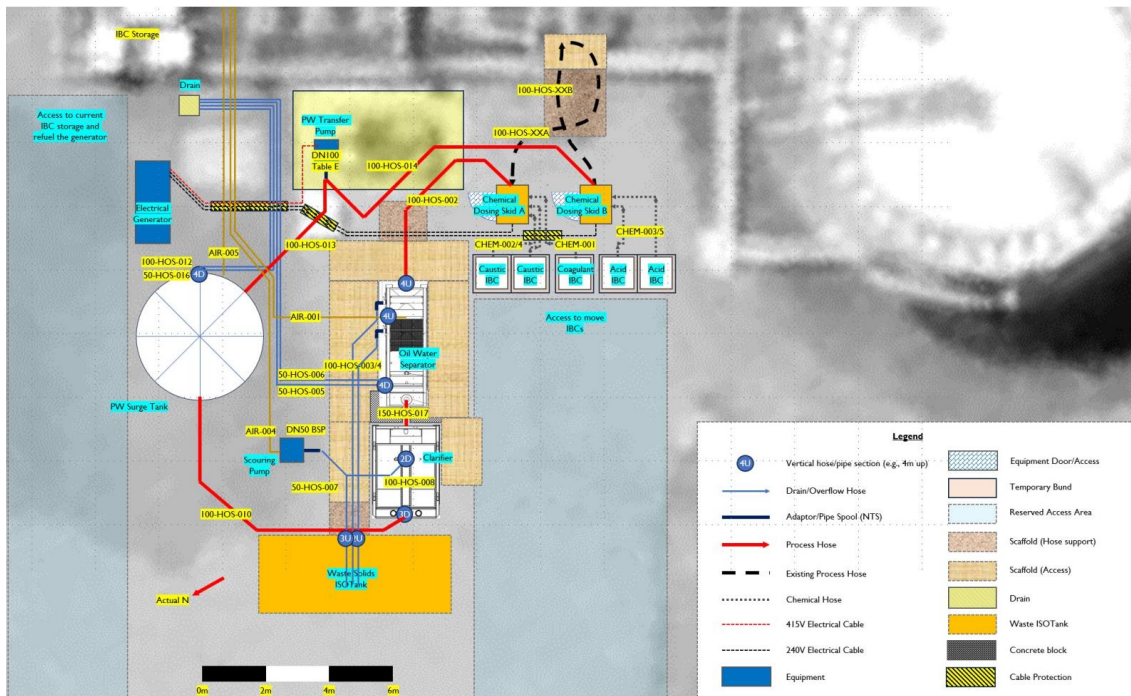 IBC Storage
Drain
Access to current
IBC storage and
refuel the generator
PW Transfer
Pump
DN100
Table E
100-HOS-XXB
100-HOS-XXA
100-HOS-014
100-HOS-002
Electrical
Generator
Chemical
Dosing Skid A
Chemical
Dosing Skid B
CHEM-002/4
CHEM-001
CHEM-003/5
AIR-005
100-HOS-013
100-HOS-012
50-HOS-016
4D
4U
Caustic
IBC
Caustic
IBC
Coagulant
IBC
Acid
IBC
Acid
IBC
AIR-001
4U
Access to move
IBCs
Oil Water
Separator
100-HOS-003/4
50-HOS-006
50-HOS-005
4D
PW Surge Tank
150-HOS-017
AIR-004
DN50 BSP
Scouring
Pump
2D
Clarifier
50-HOS-007
100-HOS-008
100-HOS-010
3D
3U
2U
Waste Solids
ISOTank
Actual N
0m
2m
4m
6m
Legend
4U
Vertical hose/pipe section (e.g., 4m up)
Drain/Overflow Hose
Adaptor/Pipe Spool (NTS)
Process Hose
Existing Process Hose
Chemical Hose
415V Electrical Cable
240V Electrical Cable
Equipment
Equipment Door/Access
Temporary Bund
Reserved Access Area
Scaffold (Hose support)
Scaffold (Access)
Drain
Waste ISOTank
Concrete block
Cable Protection